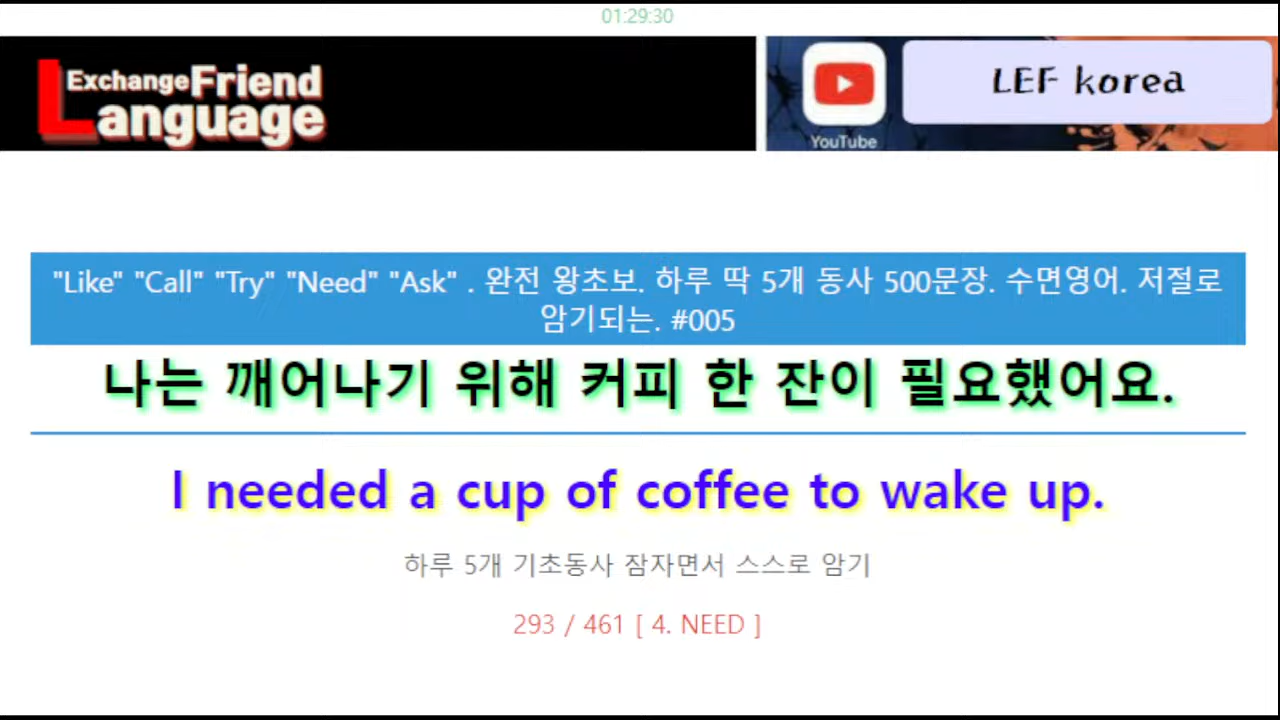 01:29:30
ExchangeFriend
Language
LEF korea
YouTube
"Like" "Call" "Try" "Need" "Ask" . 완전 왕초보. 하루 딱 5개 동사 500문장. 수면영어. 저절로
암기되는. #005
나는 깨어나기 위해 커피 한 잔이 필요했어요.
I needed a cup of coffee to wake up.
하루 5개 기초동사 잠자면서 스스로 암기
293 / 461 [ 4. NEED ]